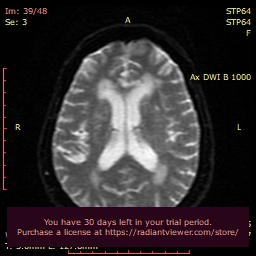 Im: 39/48
Se: 3
STP64
STP64
F
A
Ax DWI B 1000
R
L
You have 30 days left in your trial period.
Purchase a license at https://radiantviewer.com/store/